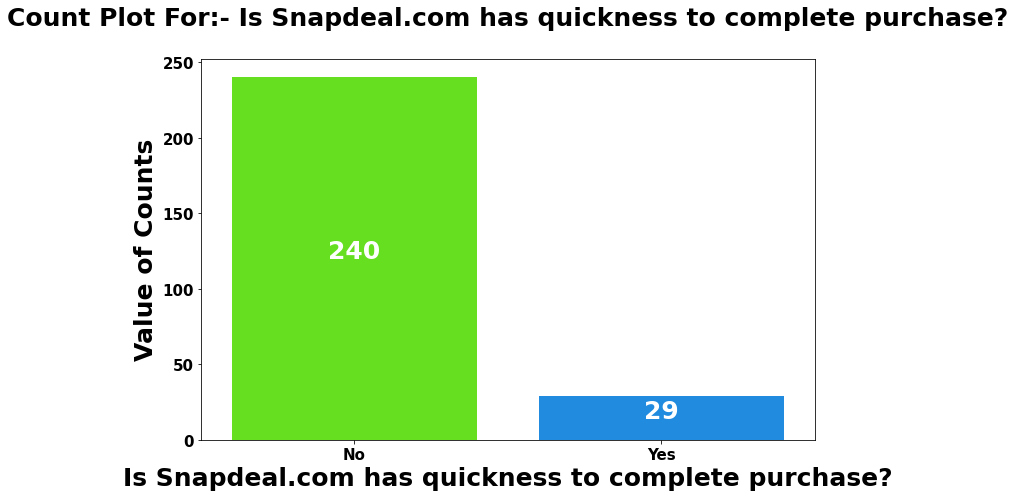 Count Plot For:- Is Snapdeal.com has quickness to complete purchase?
250
200
150
100
50
0
Value of Counts
240
29
No Yes
Is Snapdeal.com has quickness to complete purchase?